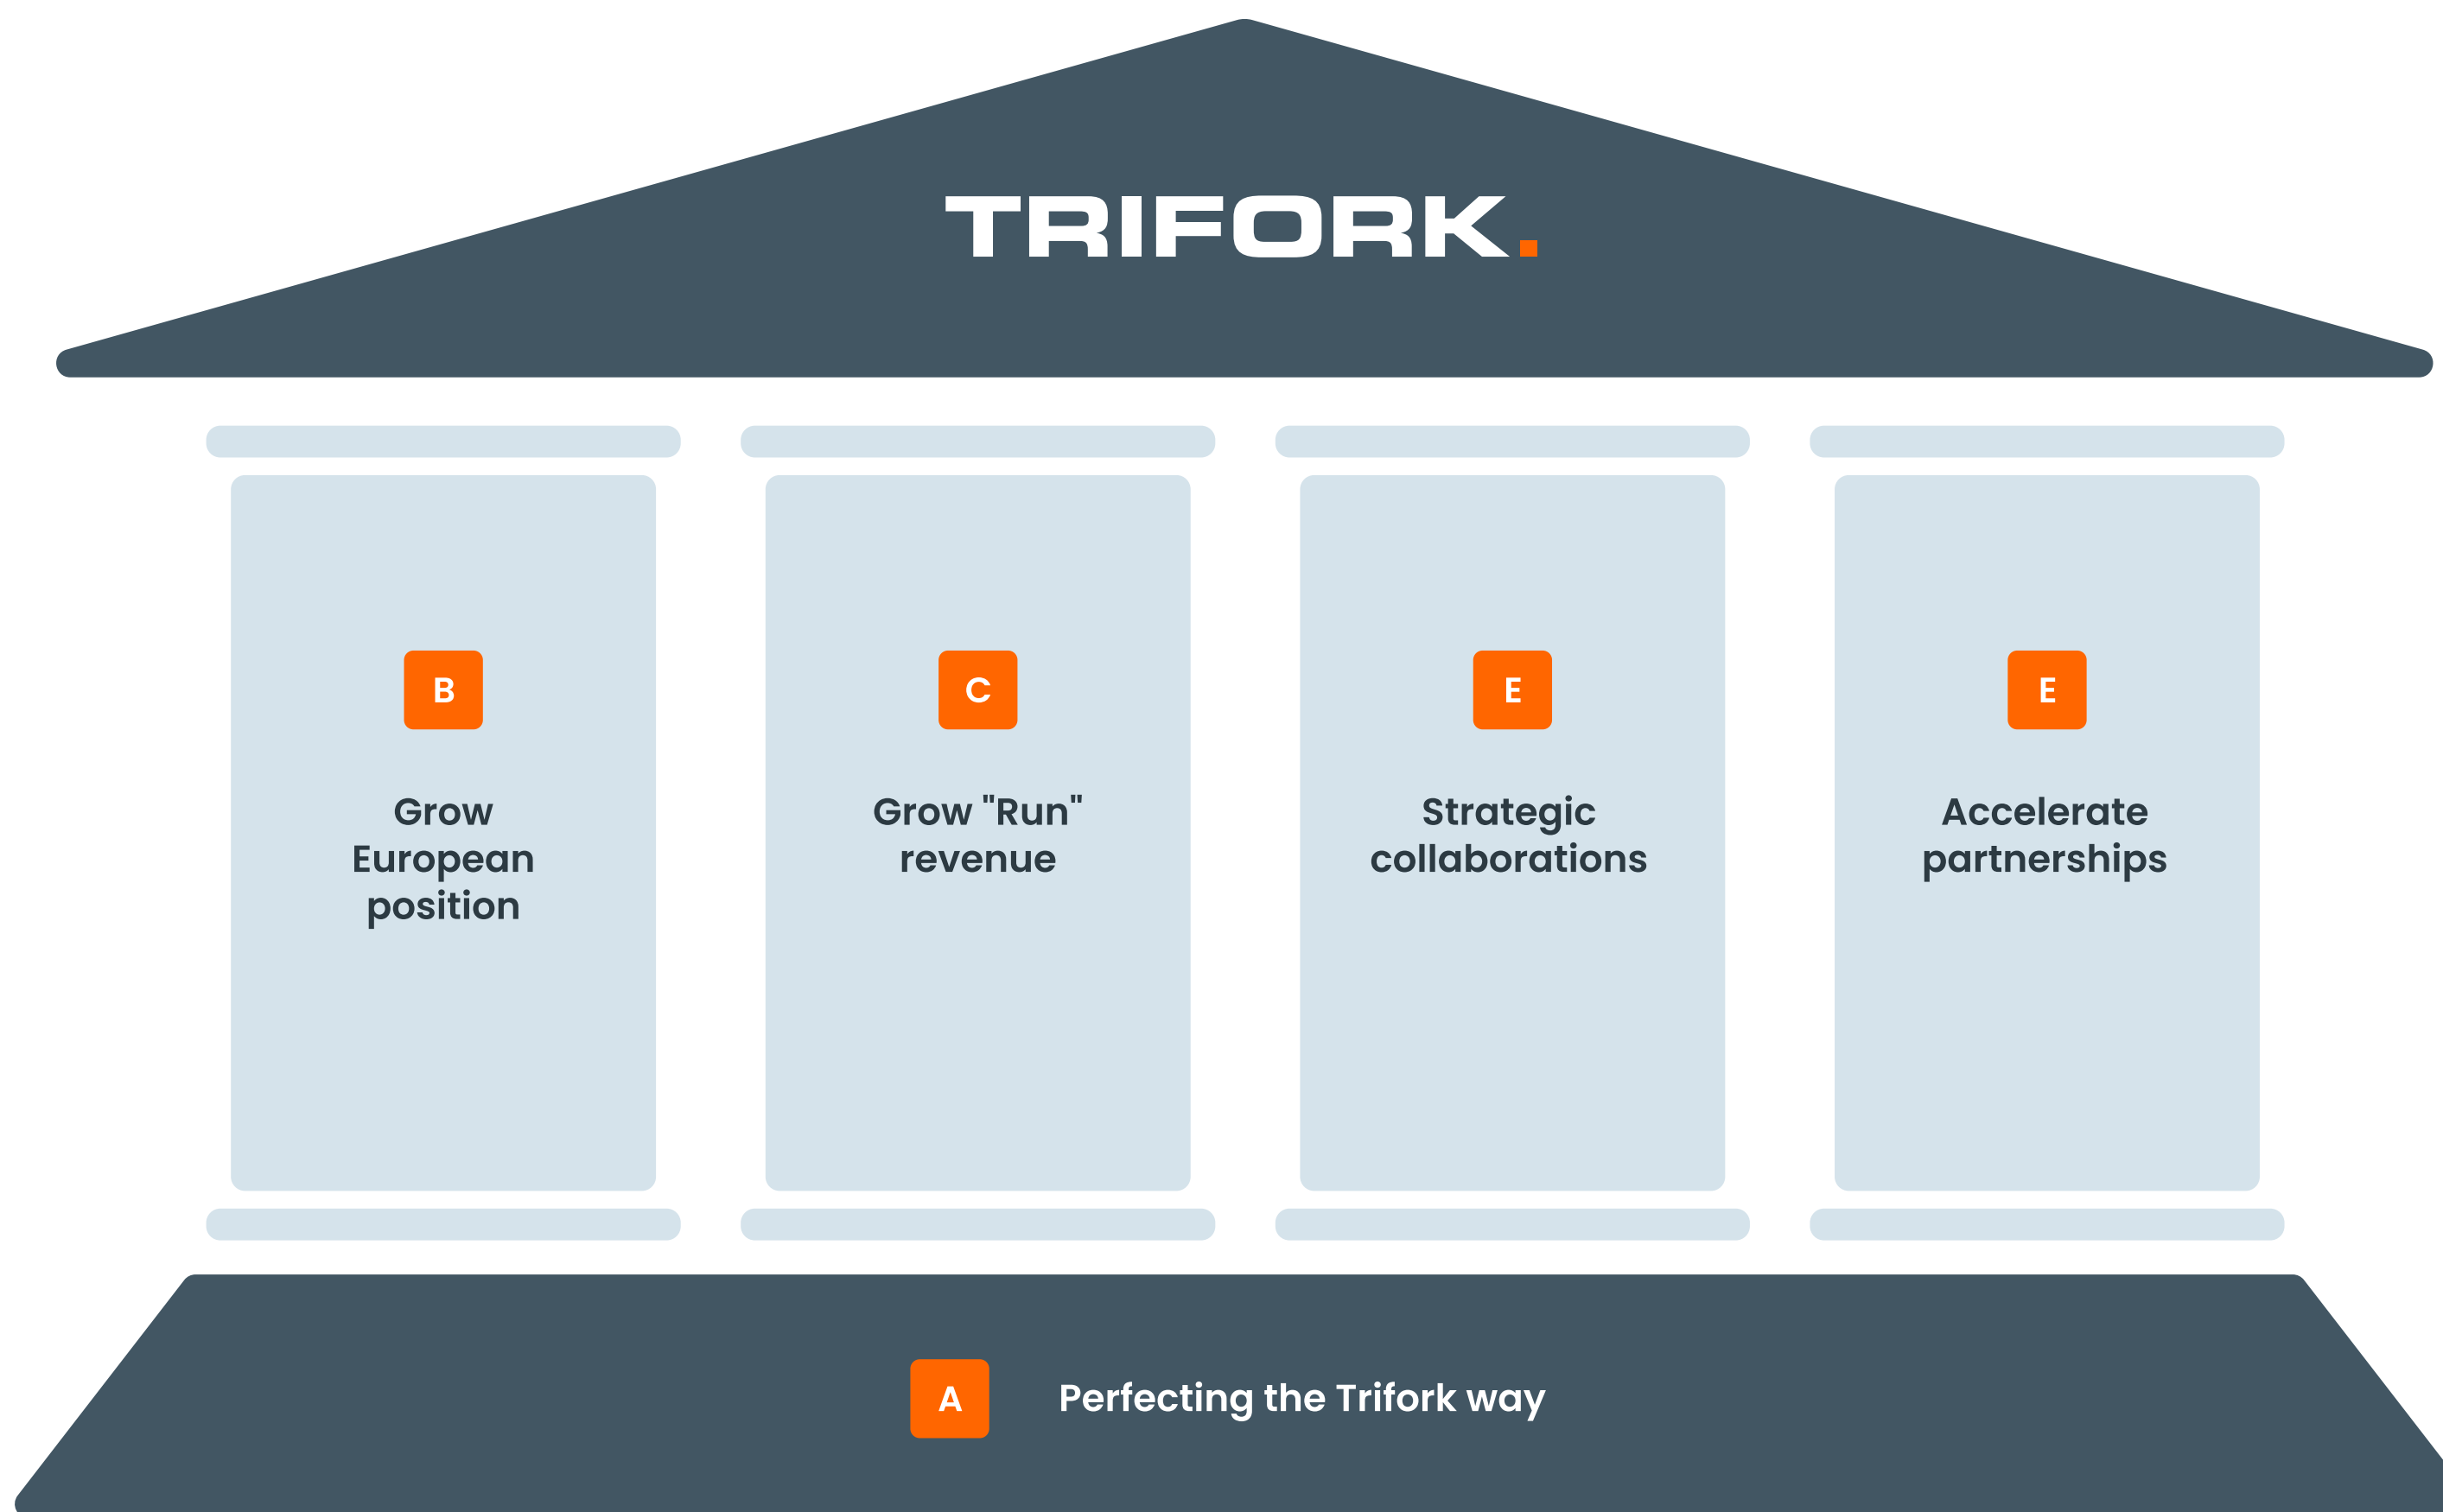 TRIFORK.
B
Grow
European
position
C
Grow "Run"
revenue
E
Strategic
collaborations
E
Accelerate
partnerships
A
Perfecting the Trifork way